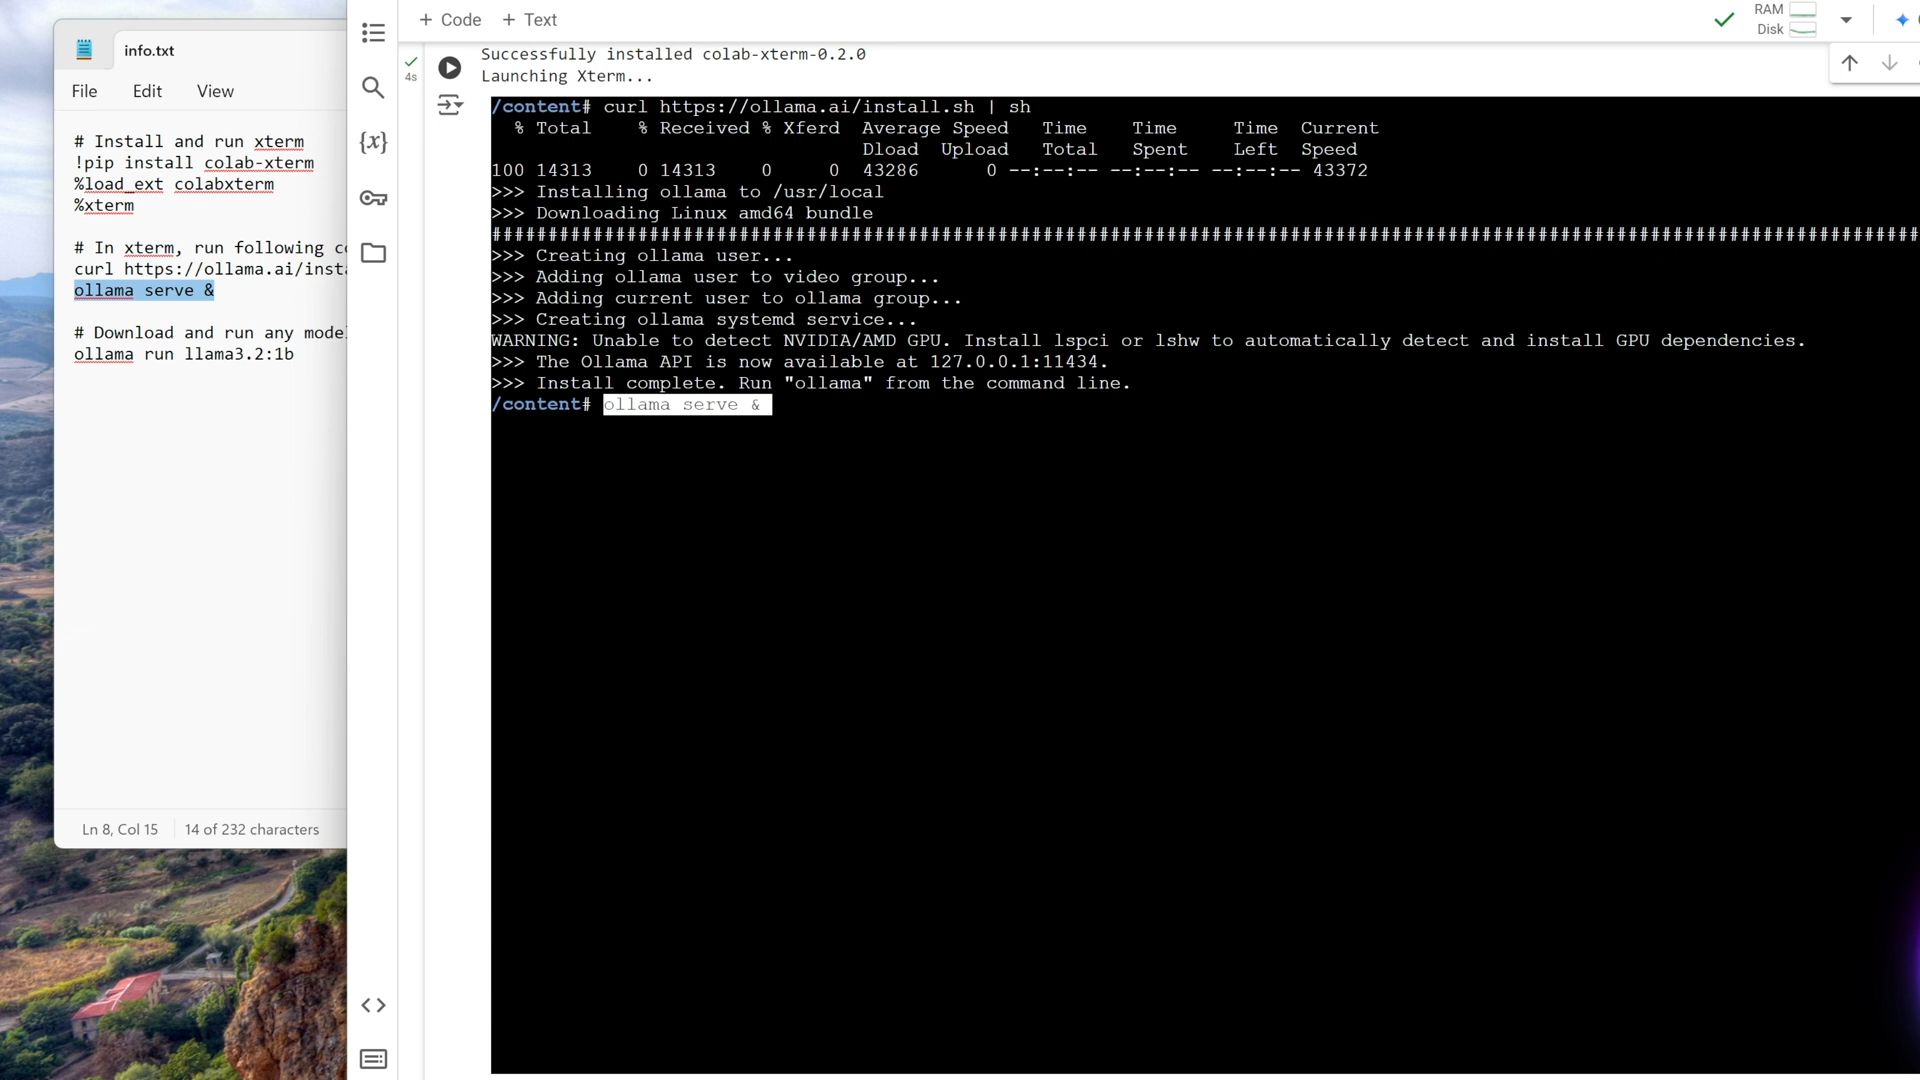 info.txt
File Edit View
# Install and run xterm
!pip install colab-xterm
%load_ext colabxterm
%xterm
# In xterm, run following
curl https://ollama.ai/inst
ollama serve &
# Download and run any mode
ollama run llama3.2:1b
Ln 8, Col 15 14 of 232 characters
+ Code + Text
RAM
Disk
4s
{x}
Successfully installed colab-xterm-0.2.0
Launching Xterm...
/content# curl https://ollama.ai/install.sh | sh
% Total % Received % Xferd Average Speed Time Time Time Current
Dload Upload Total Spent Left Speed
100 14313 0 14313 0 0 43286 0 --:--:-- --:--:-- --:--:-- 43372
>>> Installing ollama to /usr/local
>>> Downloading Linux amd64 bundle
###############################################################################################################################
>>> Creating ollama user...
>>> Adding ollama user to video group...
>>> Adding current user to ollama group...
>>> Creating ollama systemd service...
WARNING: Unable to detect NVIDIA/AMD GPU. Install lspci or lshw to automatically detect and install GPU dependencies.
>>> The Ollama API is now available at 127.0.0.1:11434.
>>> Install complete. Run "ollama" from the command line.
/content# ollama serve &